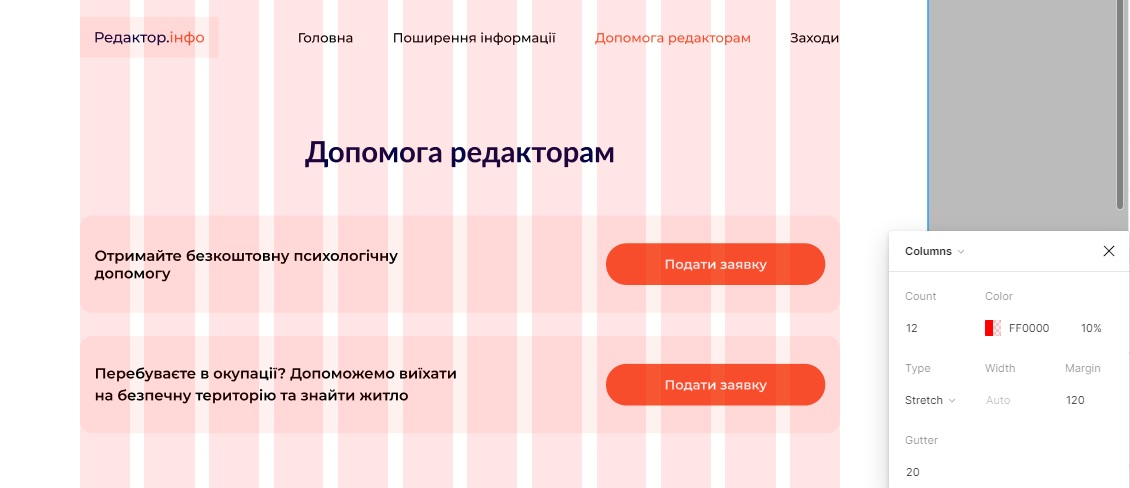 Редактор.інфо
Головна
Поширення інформації
Допомога редакторам
Заходи
Допомога редакторам
Отримайте безкоштовну психологічну
допомогу
Подати заявку
Перебуваєте в окупації? Допоможемо виїхати
на безпечну територію та знайти житло
Подати заявку
Columns
Count
Color
12
FF0000
10%
Type
Width
Margin
Stretch
Auto
120
Gutter
20